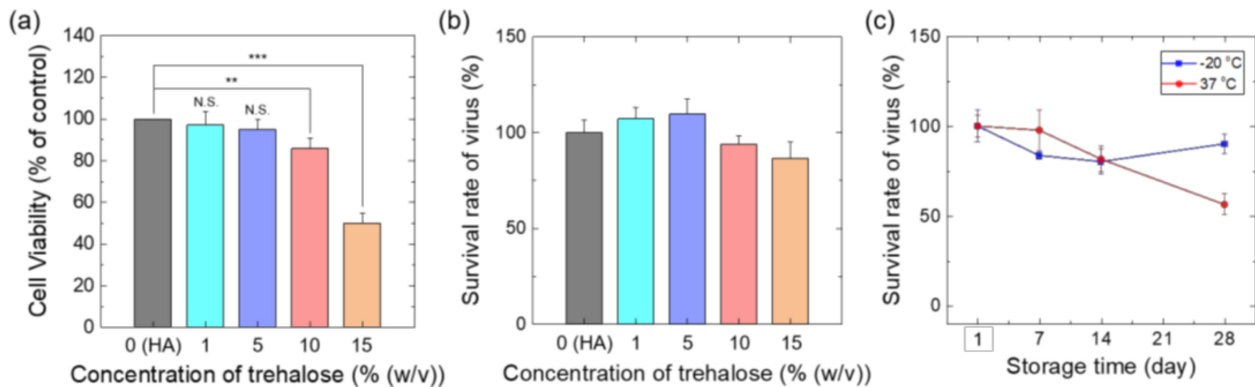 (a)
Cell Viability (% of control)
140
120
100
80
60
40
20
0
***
**
N.S.
N.S.
0 (HA) 1 5 10 15
Concentration of trehalose (% (w/v))
(b)
Survival rate of virus (%)
150
100
50
0
0 (HA) 1 5 10 15
Concentration of trehalose (% (w/v))
(c)
Survival rate of virus (%)
150
100
50
0
-20 °C
37 °C
1 7 14 21 28
Storage time (day)